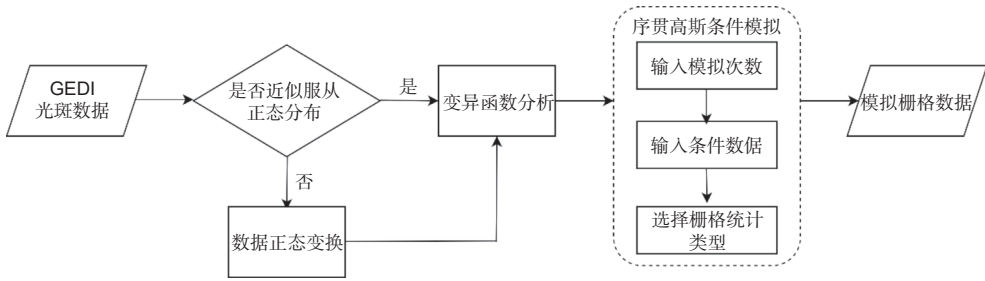 GEDI
光斑数据
是否近似服从
正态分布
是
否
数据正态变换
变异函数分析
序贯高斯条件模拟
输入模拟次数
输入条件数据
选择栅格统计
类型
模拟栅格数据